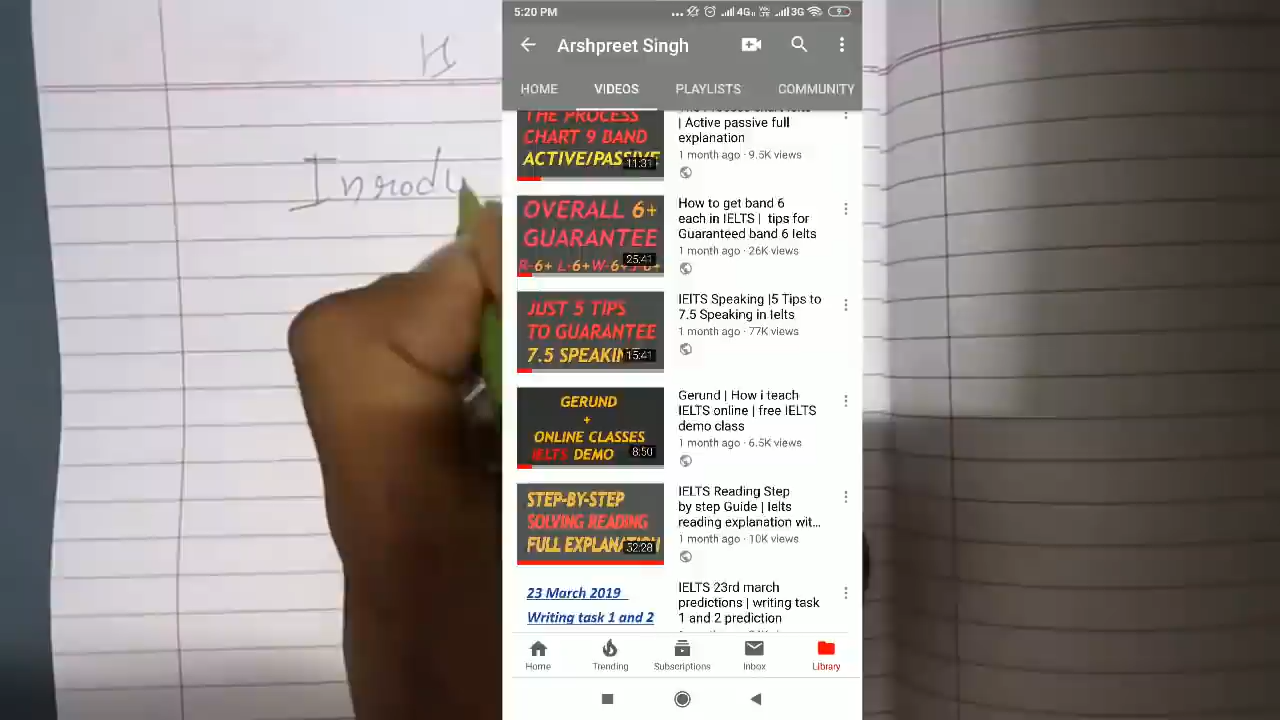 5:20 PM
4G
3G
9
Arshpreet Singh
HOME VIDEOS PLAYLISTS COMMUNITY
THE PROCESS
CHART 9 BAND
ACTIVE/PASSIVE
11:31
| Active passive full
explanation
1 month ago · 9.5K views
OVERALL 6+
GUARANTEE
R-6+ L-6+ W-6+
25:41
How to get band 6
each in IELTS | tips for
Guaranteed band 6 Ielts
1 month ago · 26K views
JUST 5 TIPS
TO GUARANTEE
7.5 SPEAKIN
15:41
IElTS Speaking |5 Tips to
7.5 Speaking in Ielts
1 month ago · 77K views
GERUND
+
ONLINE CLASSES
IELTS DEMO
8:50
Gerund | How i teach
IELTS online | free IELTS
demo class
1 month ago · 6.5K views
STEP-BY-STEP
SOLVING READING
FULL EXPLANATION
52:28
IELTS Reading Step
by step Guide | Ielts
reading explanation wit...
1 month ago · 10K views
23 March 2019
Writing task 1 and 2
IELTS 23rd march
predictions | writing task
1 and 2 prediction
Home Trending Subscriptions Inbox Library
H
Inrodu